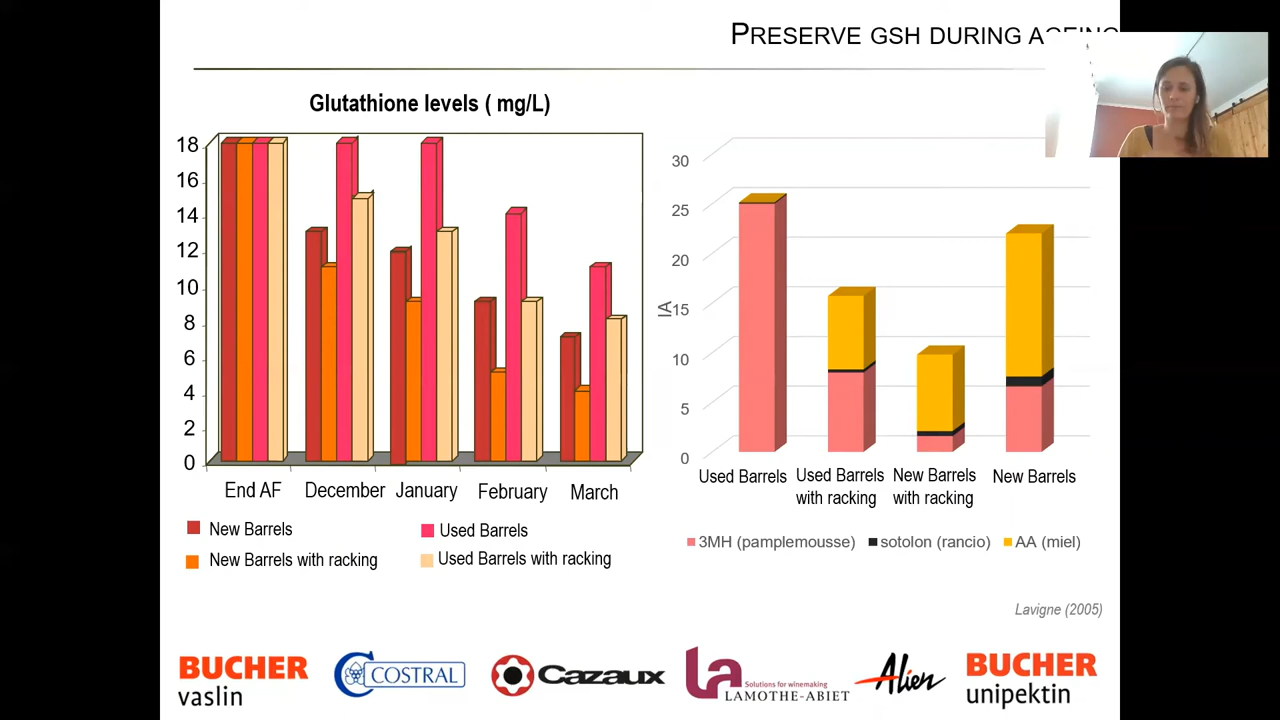 PRESERVE GSH DURING AGEING
Glutathione levels ( mg/L)
18
16
14
12
10
8
6
4
2
0
End AF December January February March
New Barrels
Used Barrels
New Barrels with racking
Used Barrels with racking
30
25
20
15
10
5
0
IA
Used Barrels
Used Barrels
with racking
New Barrels
with racking
New Barrels
3MH (pamplemousse) sotolon (rancio) AA (miel)
Lavigne (2005)
BUCHER
vaslin
COSTRAL
Cazaux
La
Solutions for winemaking
LAMOTHE-ABIET
Alien
BUCHER
unipektin